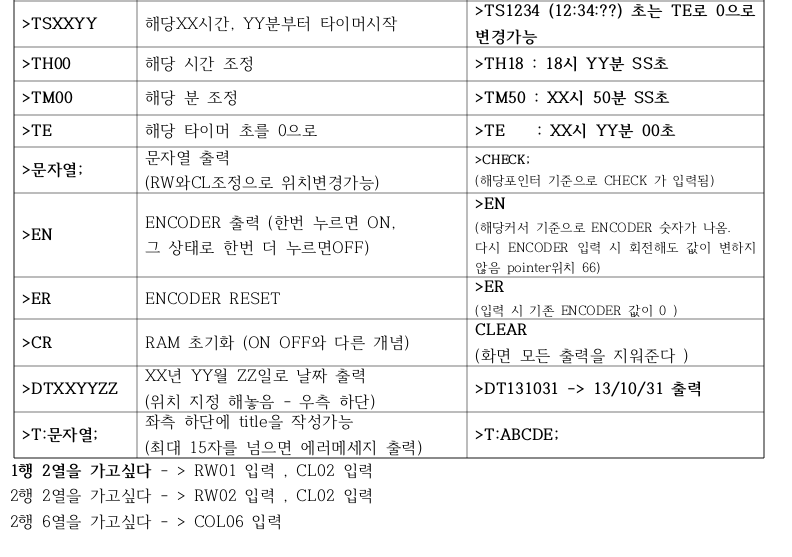 >TSXXYY 해당XX시간, YY분부터 타이머시작 >TS1234 (12:34:??) 초는 TE로 0으로
변경가능
>TH00 해당 시간 조정 >TH18 : 18시 YY분 SS초
>TM00 해당 분 조정 >TM50 : XX시 50분 SS초
>TE 해당 타이머 초를 0으로 >TE : XX시 YY분 00초
>문자열; 문자열 출력
(RW와CL조정으로 위치변경가능)
>CHECK;
(해당포인터 기준으로 CHECK 가 입력됨)
>EN ENCODER 출력 (한번 누르면 ON,
그 상태로 한번 더 누르면OFF)
>EN
(해당커서 기준으로 ENCODER 숫자가 나옴.
다시 ENCODER 입력 시 회전해도 값이 변하지
않음 pointer위치 66)
>ER ENCODER RESET >ER
(입력 시 기존 ENCODER 값이 0 )
>CR RAM 초기화 (ON OFF와 다른 개념) CLEAR
(화면 모든 출력을 지워준다 )
>DTXXYYZZ XX년 YY월 ZZ일로 날짜 출력
(위치 지정 해놓음 - 우측 하단)
>DT131031 -> 13/10/31 출력
>T:문자열; 좌측 하단에 title을 작성가능
(최대 15자를 넘으면 에러메세지 출력)
>T:ABCDE;
1행 2열을 가고싶다 - > RW01 입력 , CL02 입력
2행 2열을 가고싶다 - > RW02 입력 , CL02 입력
2행 6열을 가고싶다 - > COL06 입력